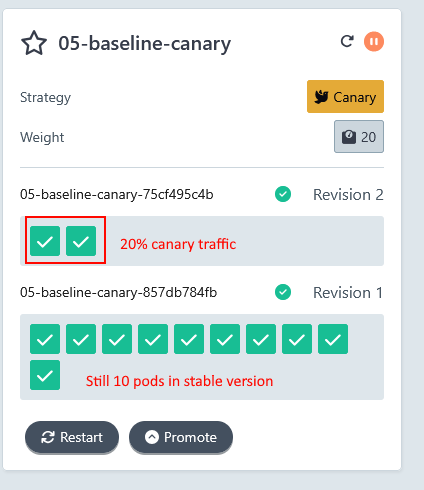 05-baseline-canary
Strategy
Canary
Weight
20
05-baseline-canary-75cf495c4b
Revision 2
20% canary traffic
05-baseline-canary-857db784fb
Revision 1
Still 10 pods in stable version
Restart
Promote